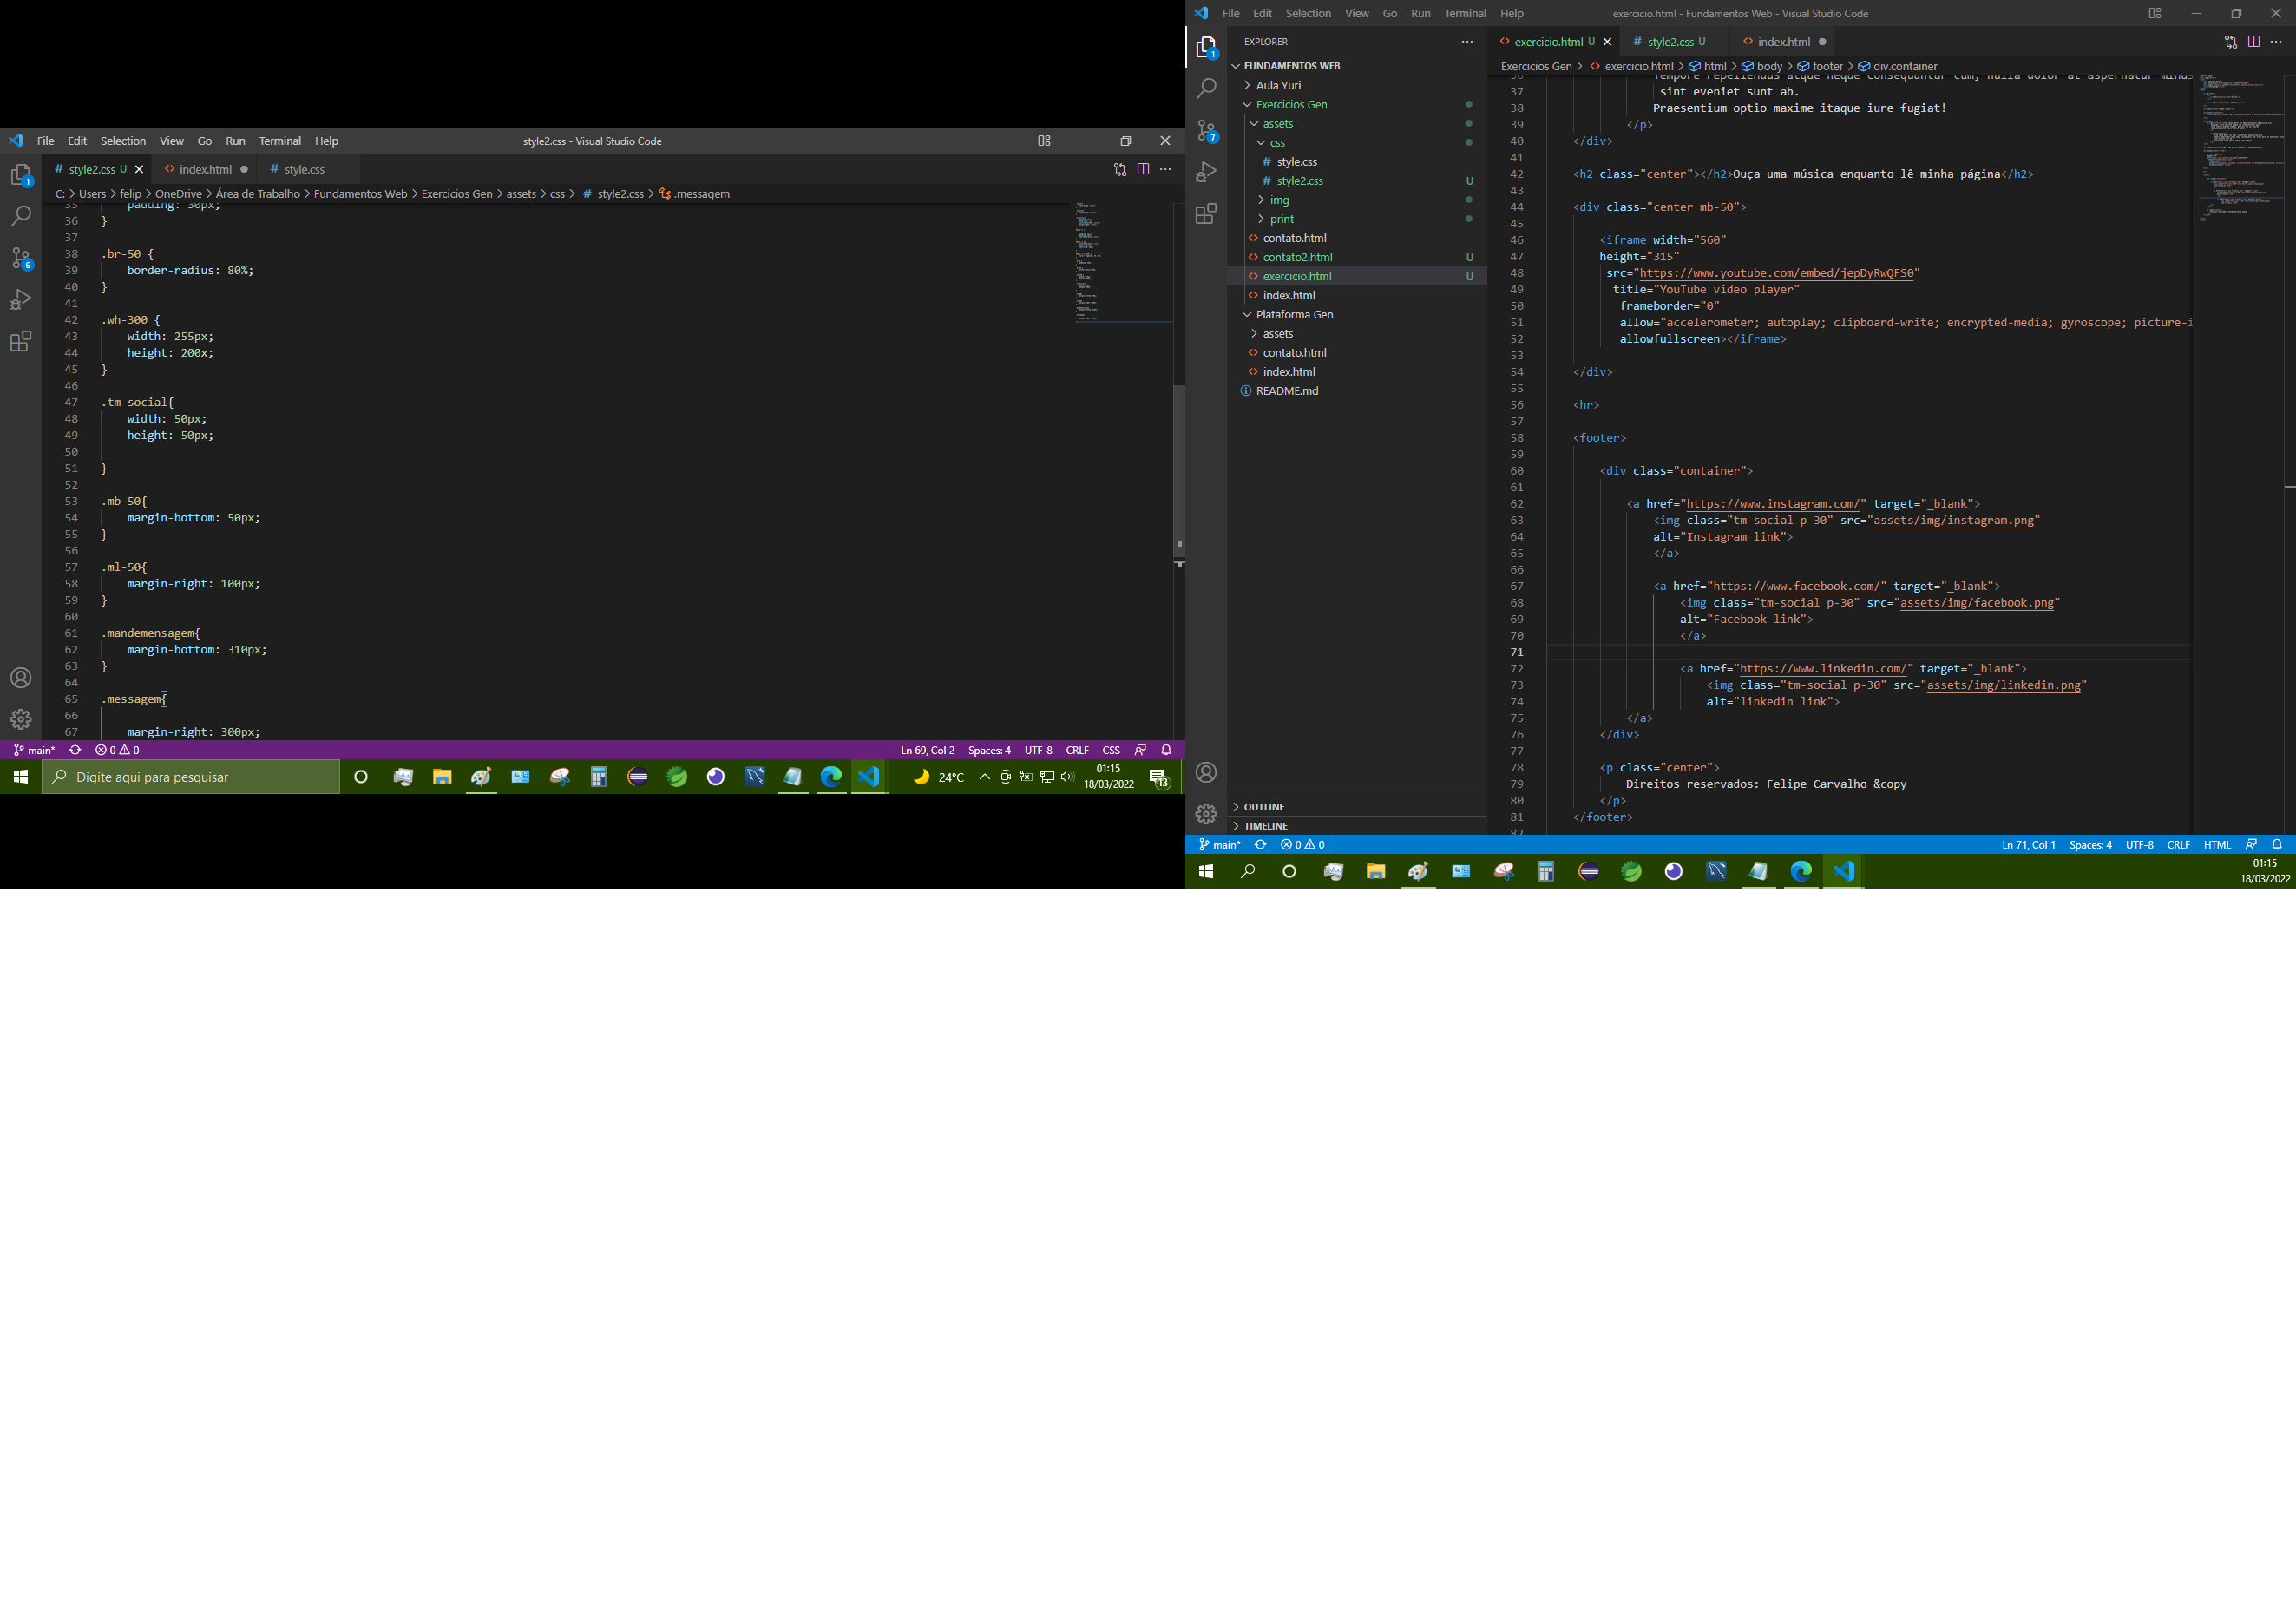 File Edit Selection View Go Run Terminal Help
style2.css - Visual Studio Code
style2.css U
index.html
style.css
C: > Users > felip > OneDrive > Área de Trabalho > Fundamentos Web > Exercicios Gen > assets > css > # style2.css > .messagem
35 padding: 30px;
36 }
37
38 .br-50 {
39 border-radius: 80%;
40 }
41
42 .wh-300 {
43 width: 255px;
44 height: 200x;
45 }
46
47 .tm-social{
48 width: 50px;
49 height: 50px;
50
51 }
52
53 .mb-50{
54 margin-bottom: 50px;
55 }
56
57 .ml-50{
58 margin-right: 100px;
59 }
60
61 .mandemensagem{
62 margin-bottom: 310px;
63 }
64
65 .messagem{
66
67 margin-right: 300px;
1
6
main* 0 0
Ln 69, Col 2 Spaces: 4 UTF-8 CRLF CSS
Digite aqui para pesquisar
24°C
01:15
18/03/2022
13
File Edit Selection View Go Run Terminal Help
exercicio.html - Fundamentos Web - Visual Studio Code
1
7
EXPLORER
FUNDAMENTOS WEB
Aula Yuri
Exercicios Gen
assets
css
# style.css
# style2.css U
img
print
contato.html
contato2.html U
exercicio.html U
index.html
Plataforma Gen
assets
contato.html
index.html
README.md
OUTLINE
TIMELINE
exercicio.html U
# style2.css U
index.html
Exercicios Gen > exercicio.html > html > body > footer > div.container
36 Tempore repellendus atque neque consequuntur cum, nulla dolor at aspernatur minus
37 sint eveniet sunt ab.
38 Praesentium optio maxime itaque iure fugiat!
39 </p>
40 </div>
41
42 <h2 class="center"></h2>Ouça uma música enquanto lê minha página</h2>
43
44 <div class="center mb-50">
45
46 <iframe width="560"
47 height="315"
48 src="https://www.youtube.com/embed/jepDyRwQFS0"
49 title="YouTube video player"
50 frameborder="0"
51 allow="accelerometer; autoplay; clipboard-write; encrypted-media; gyroscope; picture-i
52 allowfullscreen></iframe>
53
54 </div>
55
56 <hr>
57
58 <footer>
59
60 <div class="container">
61
62 <a href="https://www.instagram.com/" target="_blank">
63 <img class="tm-social p-30" src="assets/img/instagram.png"
64 alt="Instagram link">
65 </a>
66
67 <a href="https://www.facebook.com/" target="_blank">
68 <img class="tm-social p-30" src="assets/img/facebook.png"
69 alt="Facebook link">
70 </a>
71
72 <a href="https://www.linkedin.com/" target="_blank">
73 <img class="tm-social p-30" src="assets/img/linkedin.png"
74 alt="linkedin link">
75 </a>
76 </div>
77
78 <p class="center">
79 Direitos reservados: Felipe Carvalho &copy
80 </p>
81 </footer>
82
main* 0 0
Ln 71, Col 1 Spaces: 4 UTF-8 CRLF HTML
01:15
18/03/2022